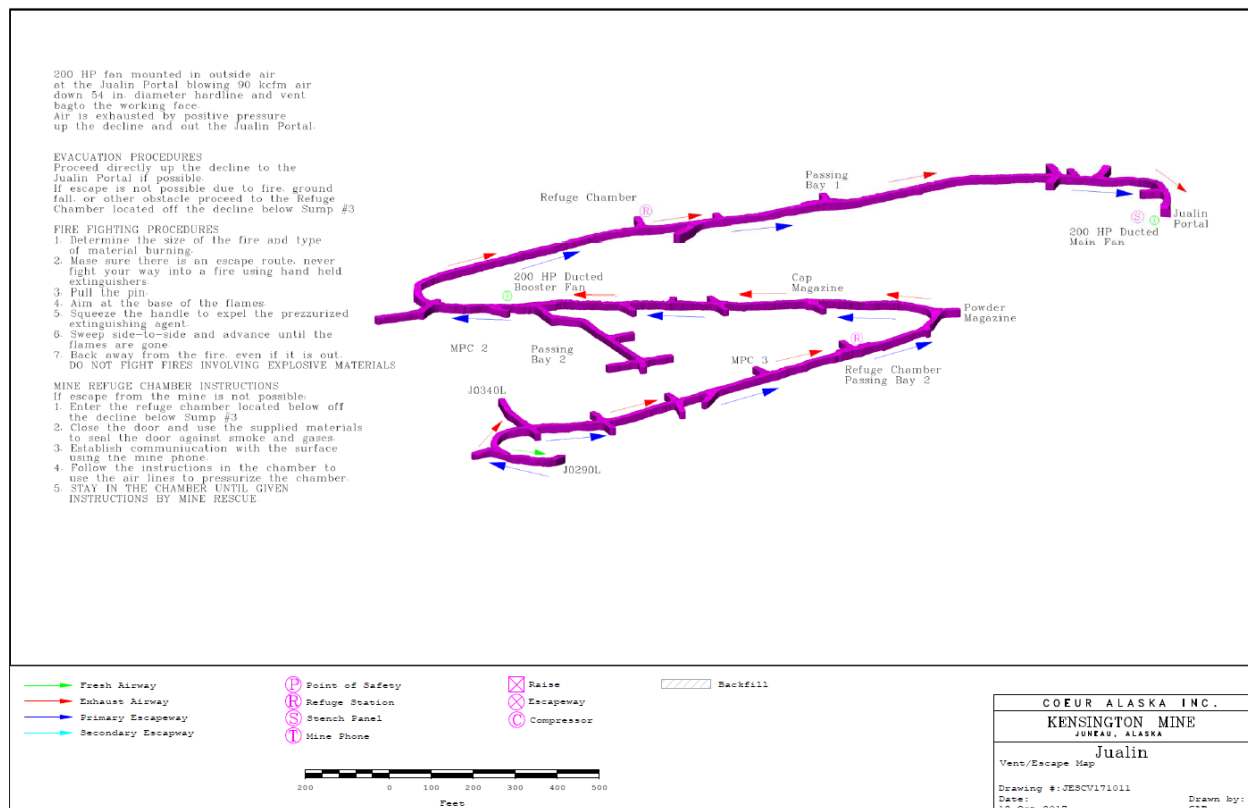 200 HP fan mounted in outside air
at the Jualin Portal blowing 90 kcfm air
down 54 in. diameter hardline and vent
bagto the working face.
Air is exhausted by positive pressure
up the decline and out the Jualin Portal.
EVACUATION PROCEDURES
Proceed directly up the decline to the
Jualin Portal if possible.
If escape is not possible due to fire, ground
fall, or other obstacle proceed to the Refuge
Chamber located off the decline below Sump #3
FIRE FIGHTING PROCEDURES
1. Determine the size of the fire and type
of material burning.
2. Mase sure there is an escape route, never
fight your way into a fire using hand held
extinguishers.
3. Pull the pin.
4. Aim at the base of the flames.
5. Squeeze the handle to expel the prezzurized
extinguishing agent.
6. Sweep side-to-side and advance until the
flames are gone.
7. Back away from the fire, even if it is out.
DO NOT FIGHT FIRES INVOLVING EXPLOSIVE MATERIALS
MINE REFUGE CHAMBER INSTRUCTIONS
If escape from the mine is not possible:
1. Enter the refuge chamber located below off
the decline below Sump #3
2. Close the door and use the supplied materials
to seal the door against smoke and gases.
3. Establish communiucation with the surface
using the mine phone.
4. Follow the instructions in the chamber to
use the air lines to pressurize the chamber.
5. STAY IN THE CHAMBER UNTIL GIVEN
INSTRUCTIONS BY MINE RESCUE
Refuge Chamber
R
Passing
Bay 1
S
Jualin
Portal
200 HP Ducted
Main Fan
200 HP Ducted
Booster Fan
Cap
Magazine
Powder
Magazine
MPC 2
Passing
Bay 2
MPC 3
R
Refuge Chamber
Passing Bay 2
J0340L
J0290L
Fresh Airway
Exhaust Airway
Primary Escapeway
Secondary Escapway
P Point of Safety
R Refuge Station
S Stench Panel
T Mine Phone
Raise
Escapeway
C Compressor
Backfill
200 0 100 200 300 400 500
Feet
COEUR ALASKA INC.
KENSINGTON MINE
JUNEAU, ALASKA
Jualin
Vent/Escape Map
Drawing #:JESCV171011
Date:
Drawn by: